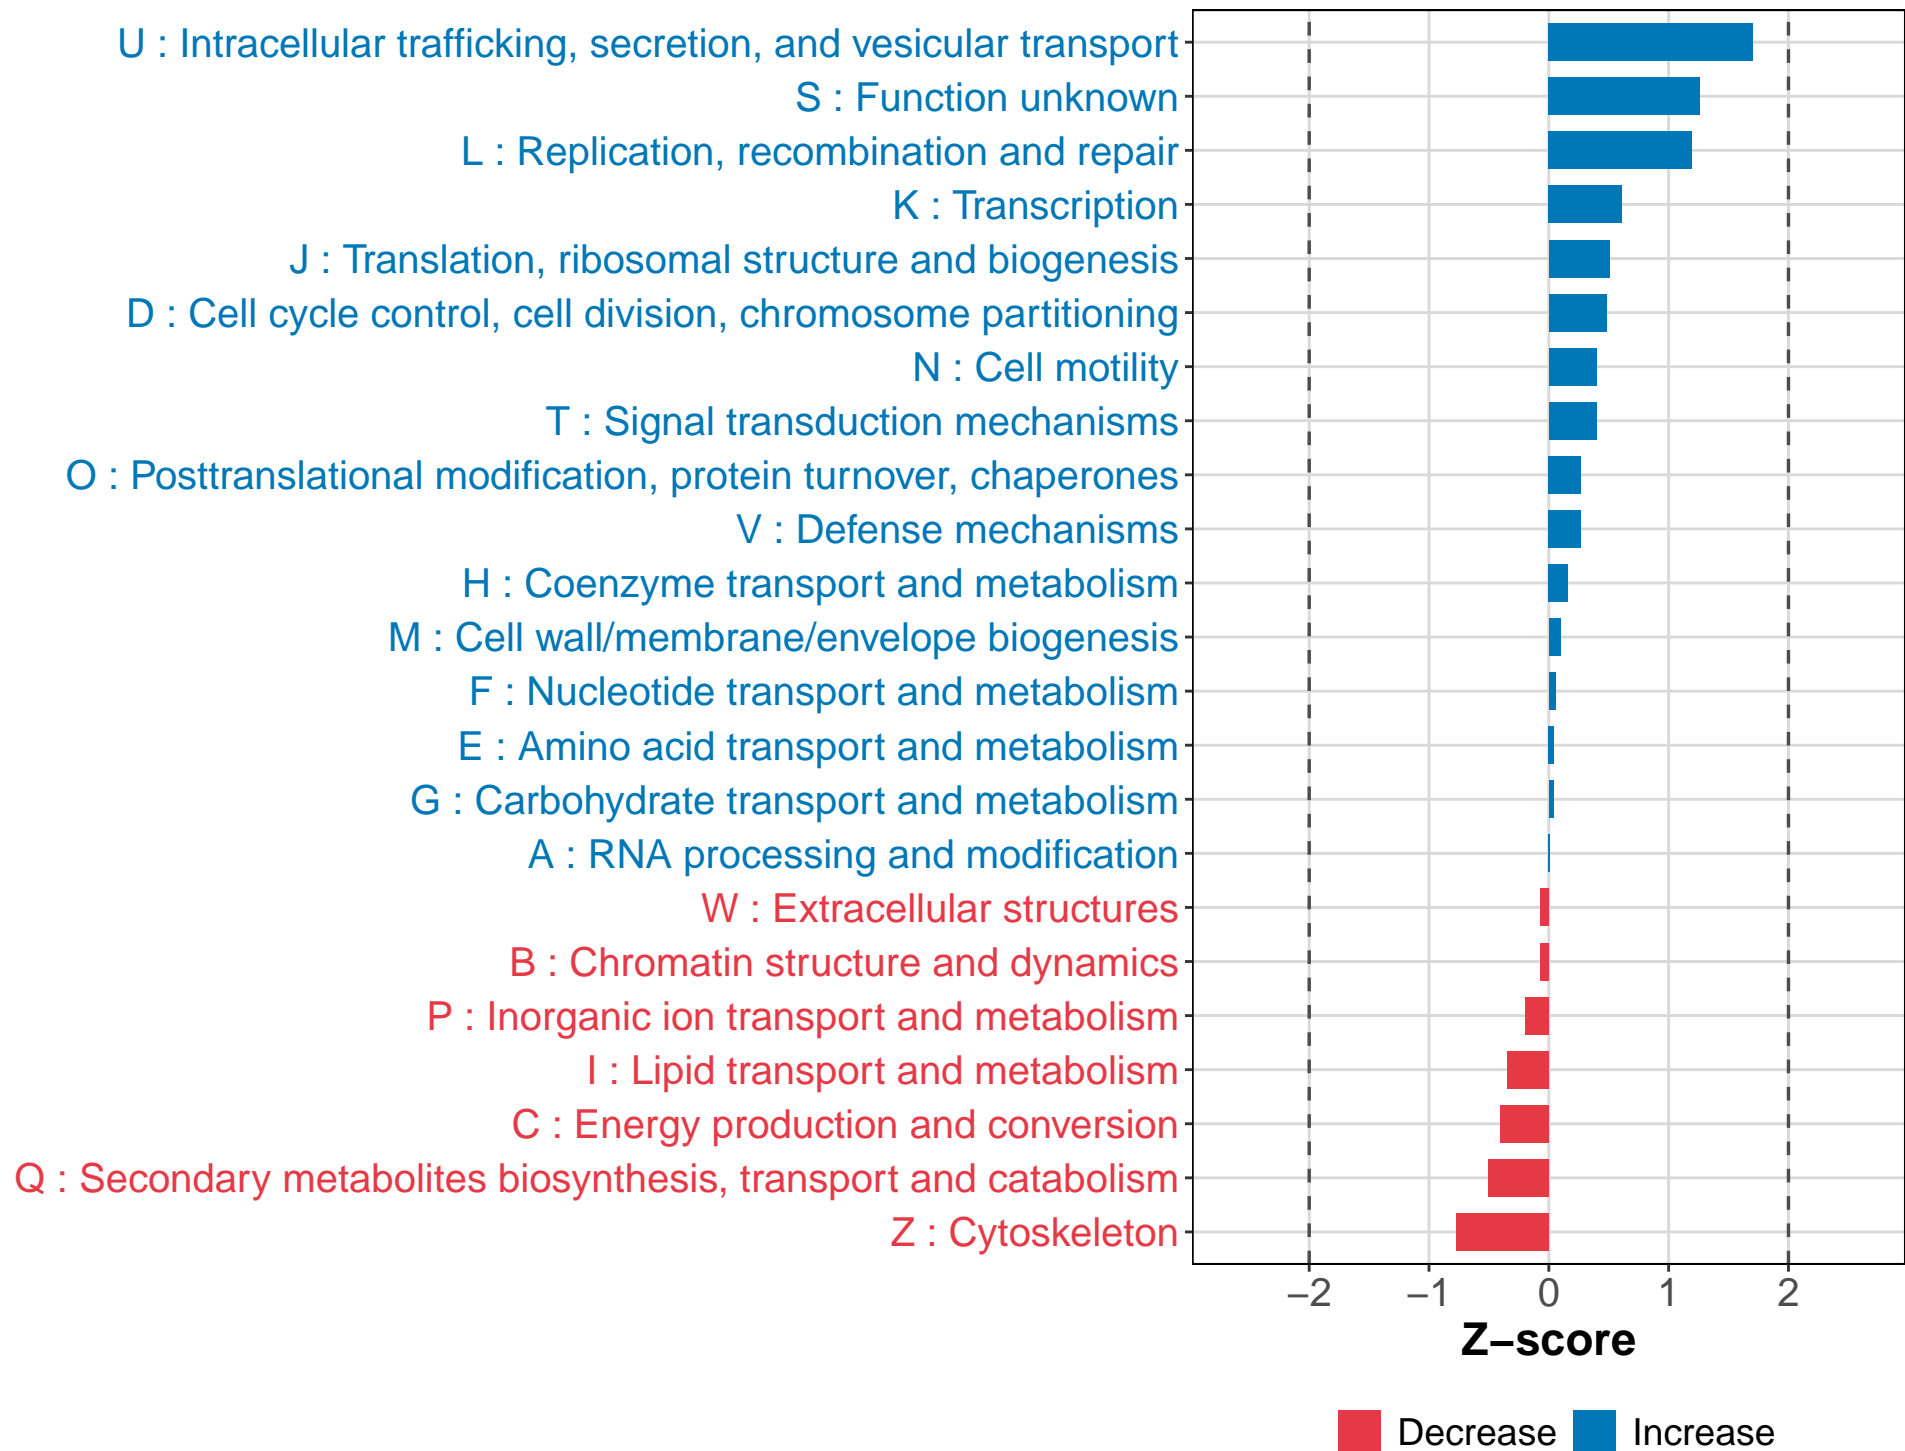 U : Intracellular trafficking, secretion, and vesicular transport
S : Function unknown
L : Replication, recombination and repair
K : Transcription
J : Translation, ribosomal structure and biogenesis
D : Cell cycle control, cell division, chromosome partitioning
N : Cell motility
T : Signal transduction mechanisms
O : Posttranslational modification, protein turnover, chaperones
V : Defense mechanisms
H : Coenzyme transport and metabolism
M : Cell wall/membrane/envelope biogenesis
F : Nucleotide transport and metabolism
E : Amino acid transport and metabolism
G : Carbohydrate transport and metabolism
A : RNA processing and modification
W : Extracellular structures
B : Chromatin structure and dynamics
P : Inorganic ion transport and metabolism
I : Lipid transport and metabolism
C : Energy production and conversion
Q : Secondary metabolites biosynthesis, transport and catabolism
Z : Cytoskeleton
−2 −1 0 1 2
Z−score
Decrease Increase